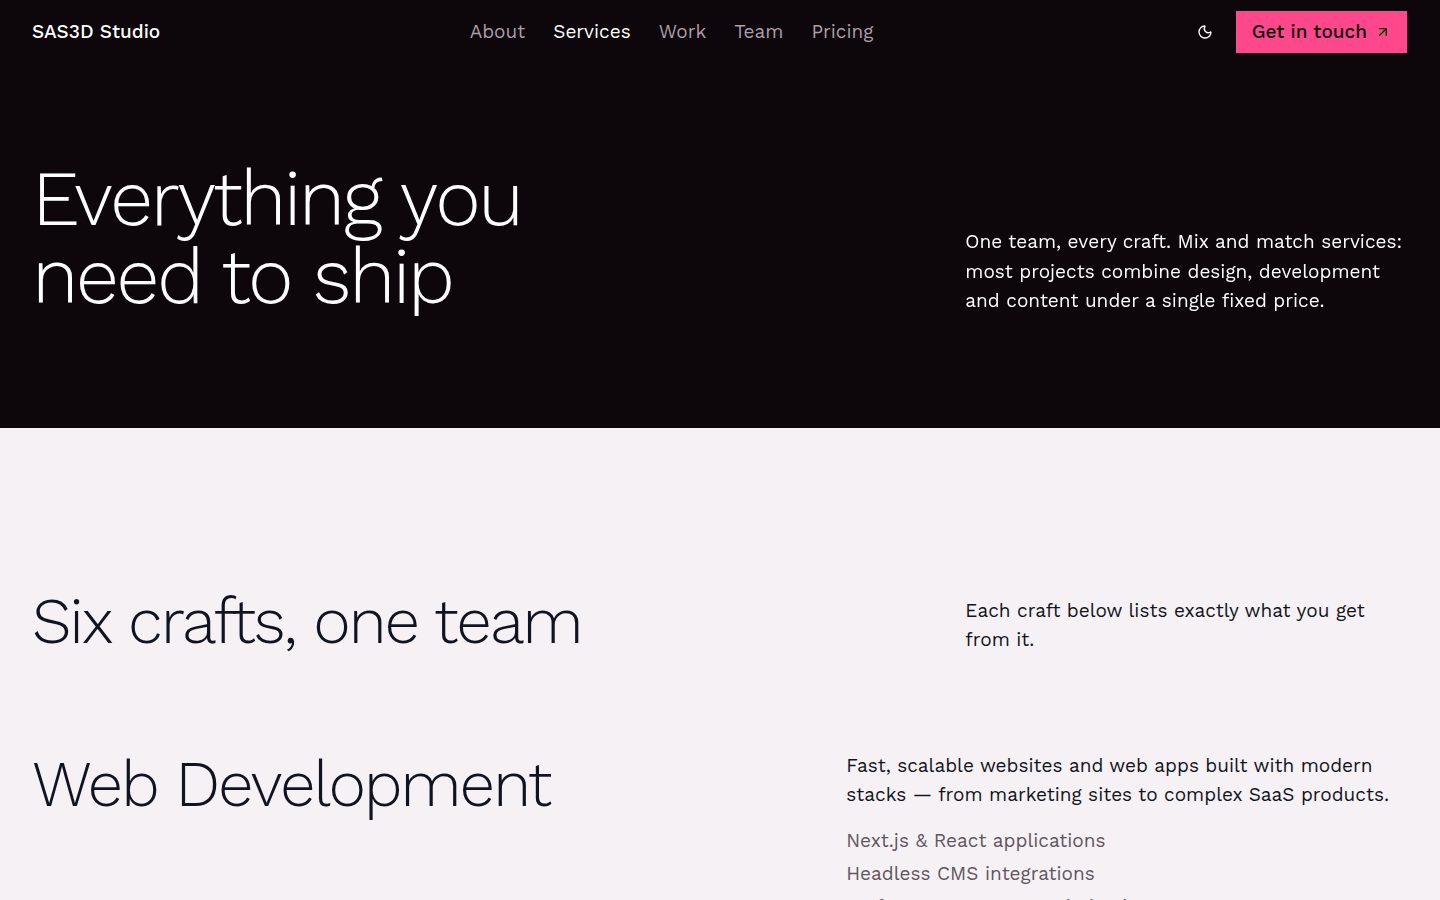 SAS3D Studio
About
Services
Work
Team
Pricing
Get in touch
Everything you
need to ship
One team, every craft. Mix and match services:
most projects combine design, development
and content under a single fixed price.
Six crafts, one team
Each craft below lists exactly what you get
from it.
Web Development
Fast, scalable websites and web apps built with modern
stacks — from marketing sites to complex SaaS products.
Next.js & React applications
Headless CMS integrations